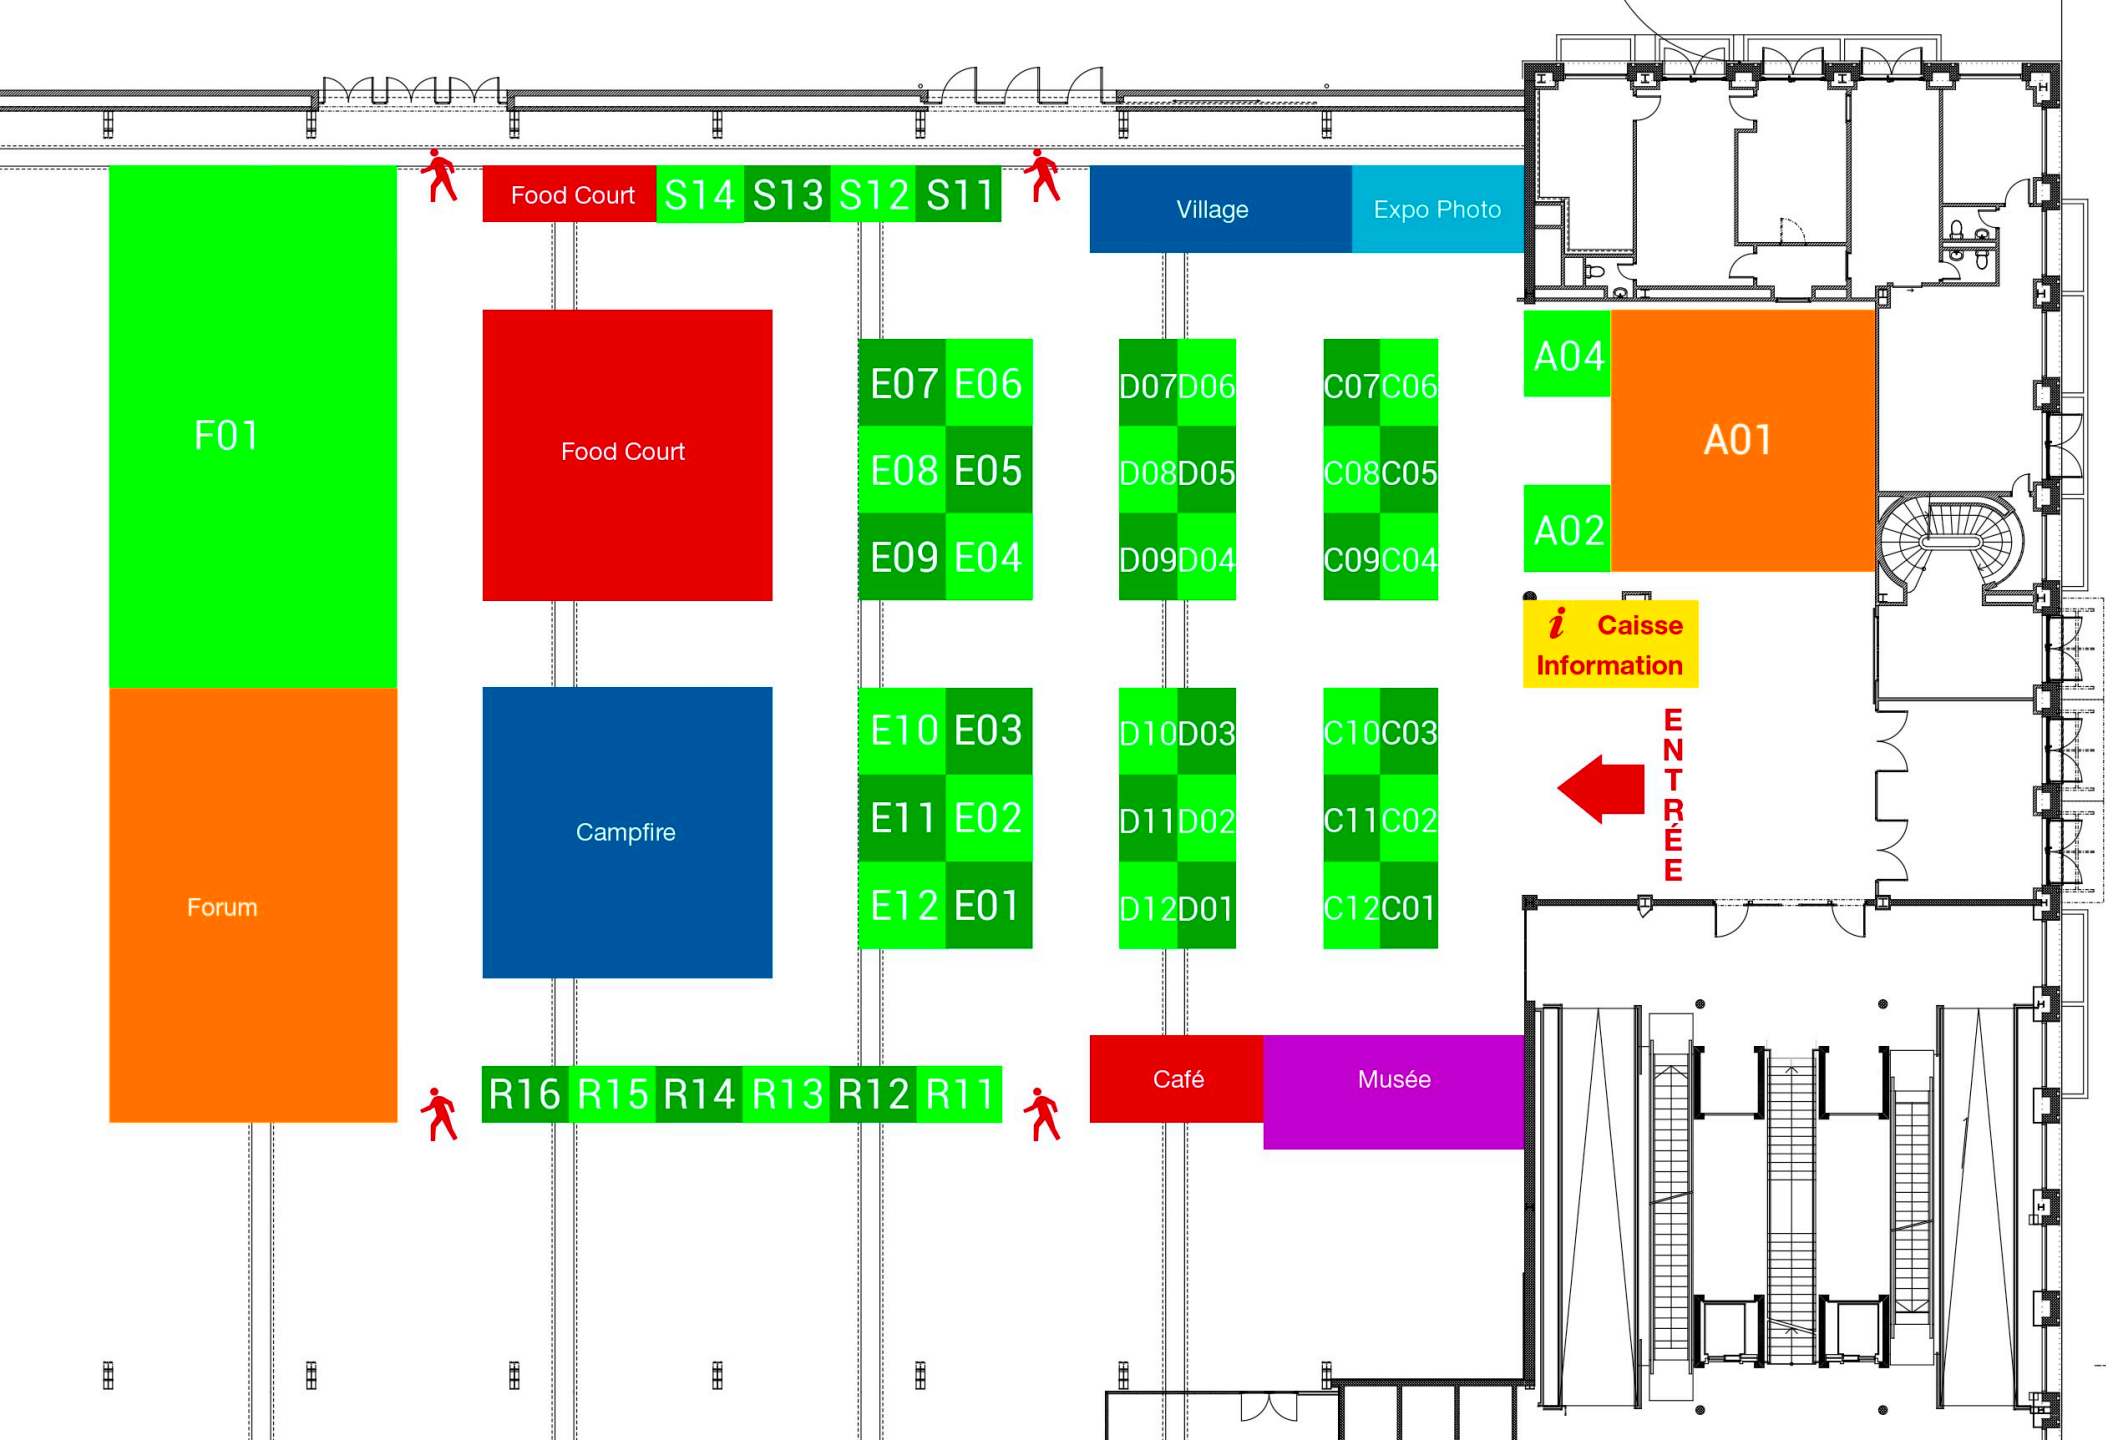 Food Court
S14 S13 S12 S11
Village
Expo Photo
F01
Food Court
E07 E06
E08 E05
E09 E04
D07 D06
D08 D05
D09 D04
C07 C06
C08 C05
C09 C04
A04
A01
A02
i Caisse
Information
Forum
Campfire
E10 E03
E11 E02
E12 E01
D10 D03
D11 D02
D12 D01
C10 C03
C11 C02
C12 C01
ENTRÉE
R16 R15 R14 R13 R12 R11
Café
Musée